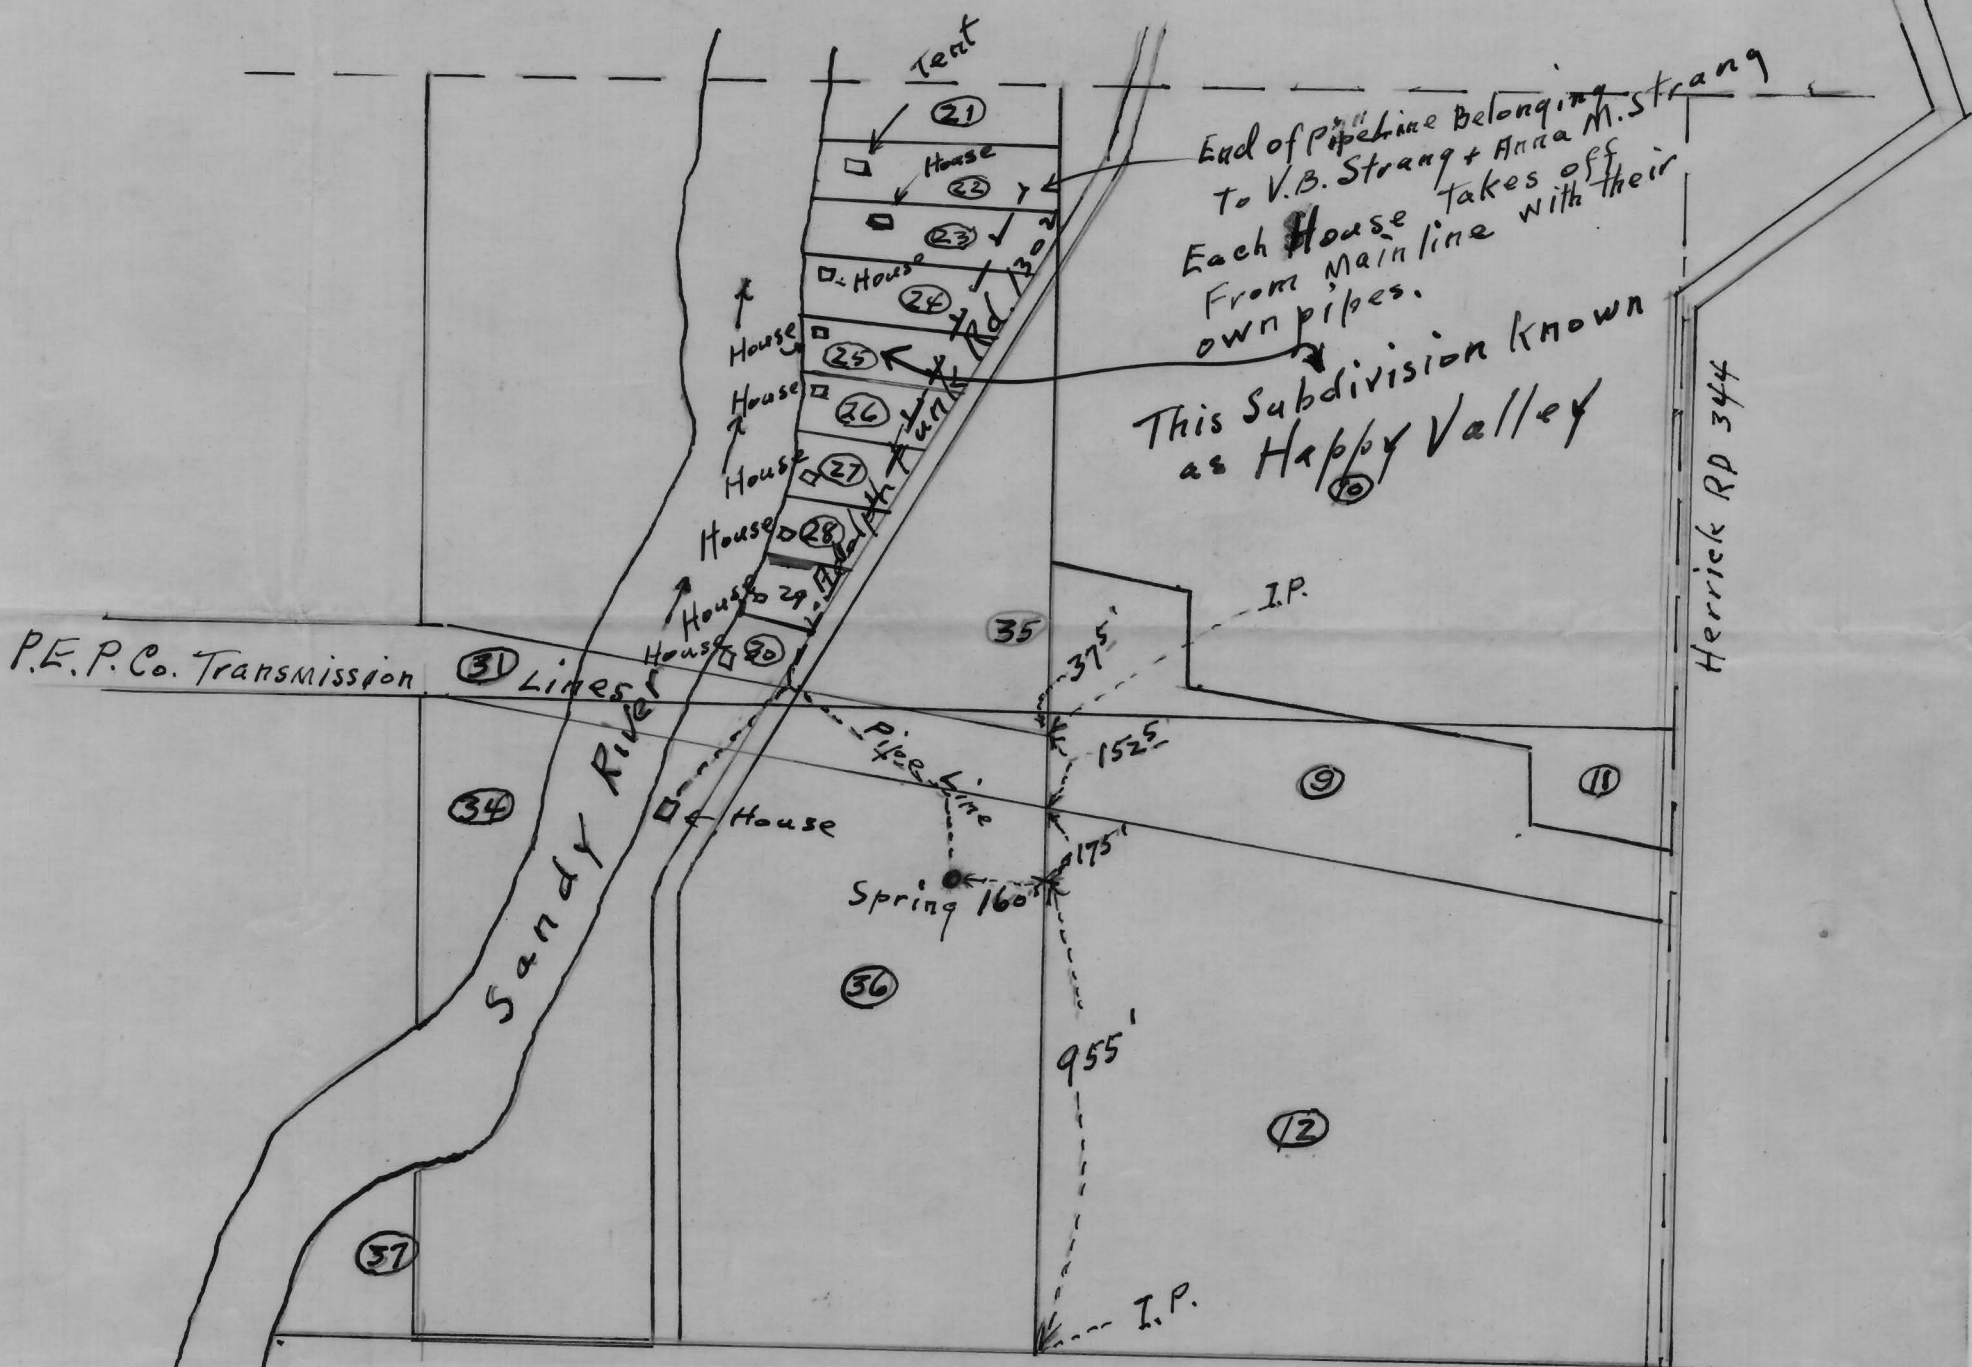 Tent
21
End of PipeLine Belonging
To V.B. Strang + Anna M. Strang
Each House Takes off
From Mainline with their
own pipes.
House
22
23
House
24
Rd. 1302
House
25
This Subdivision known
as Happy Valley
10
House
26
House
27
House
28
House
29
House
30
35
I.P.
Herrick RD 344
P.E.P. Co. Transmission Lines
31
37⁵'
152⁵
Pipe Line
9
11
34
House
175'
Spring 160'
Sandy River
36
955'
12
37
I.P.